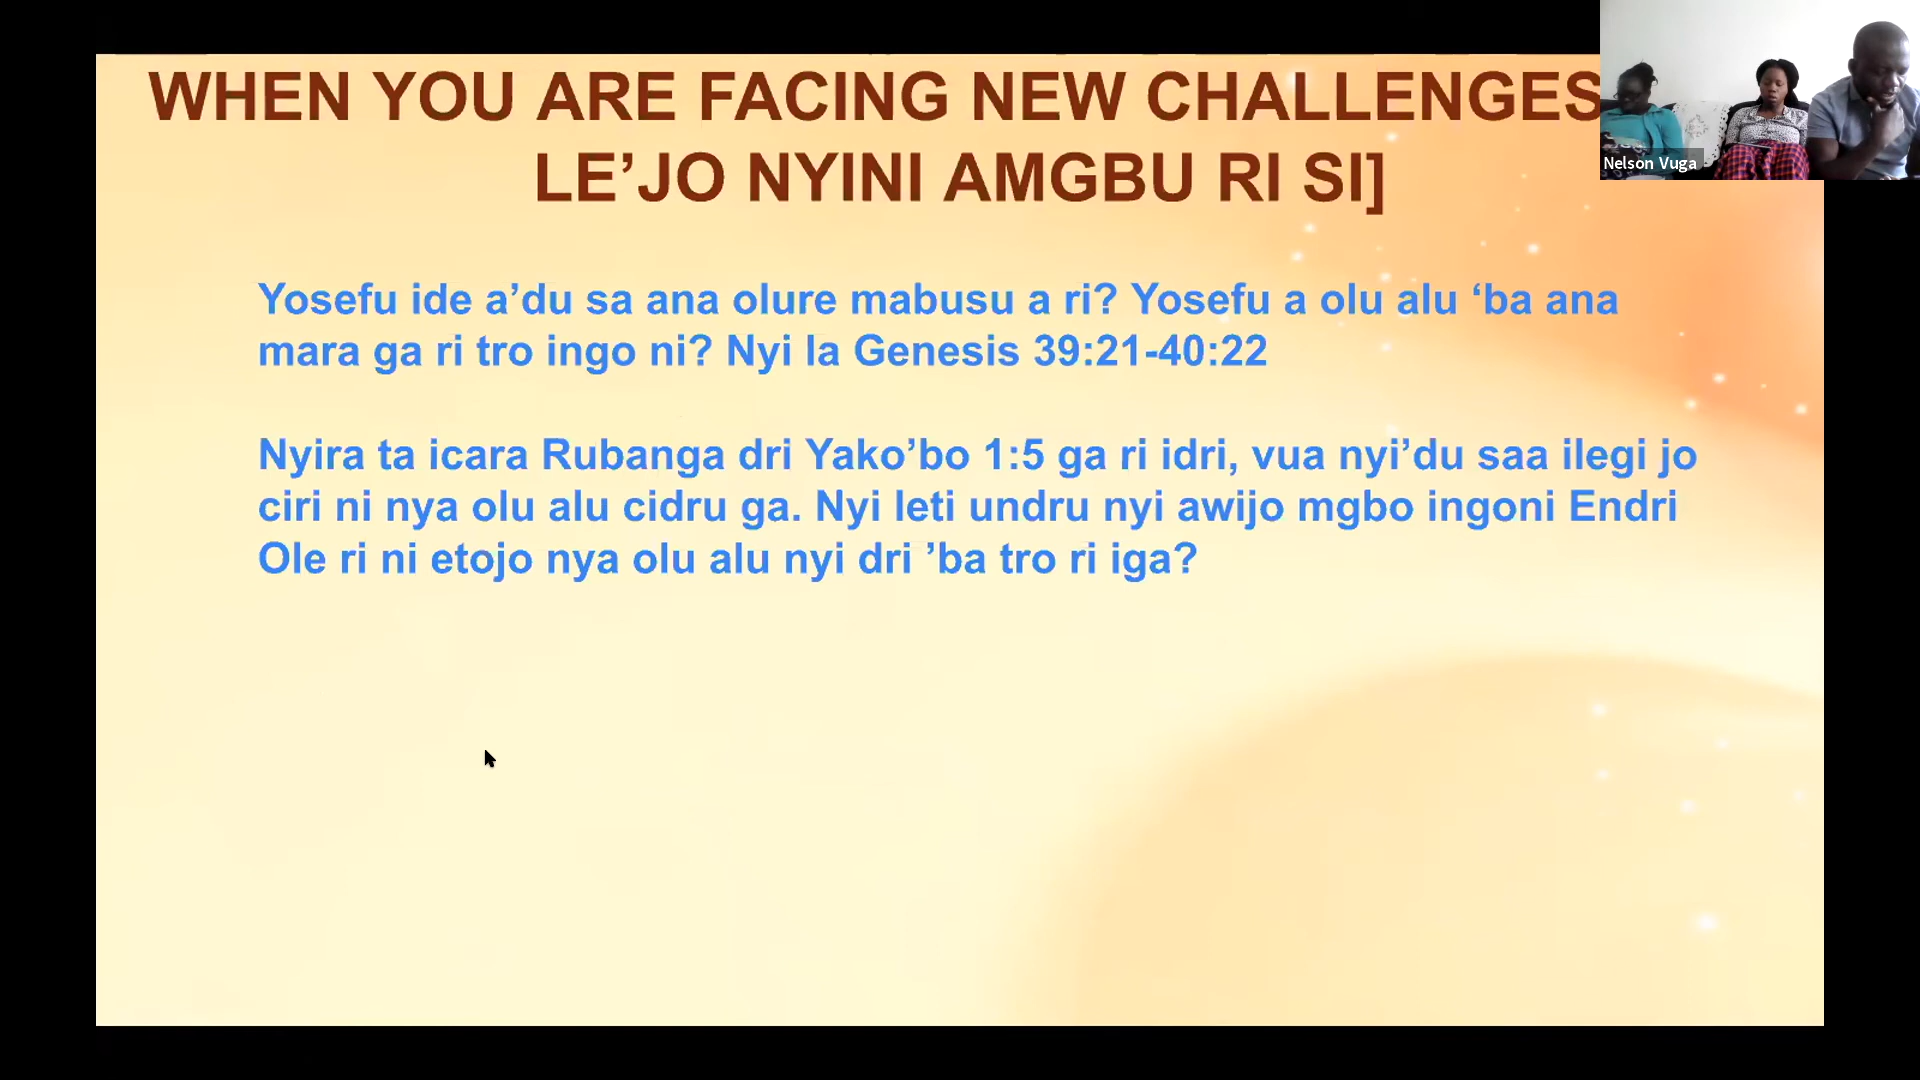 WHEN YOU ARE FACING NEW CHALLENGES
LE’JO NYINI AMGBU RI SI]
Nelson Vuga
Yosefu ide a’du sa ana olure mabusu a ri? Yosefu a olu alu ‘ba ana
mara ga ri tro ingo ni? Nyi la Genesis 39:21-40:22
Nyira ta icara Rubanga dri Yako’bo 1:5 ga ri idri, vua nyi’du saa ilegi jo
ciri ni nya olu alu cidru ga. Nyi leti undru nyi awijo mgbo ingoni Endri
Ole ri ni etojo nya olu alu nyi dri ’ba tro ri iga?